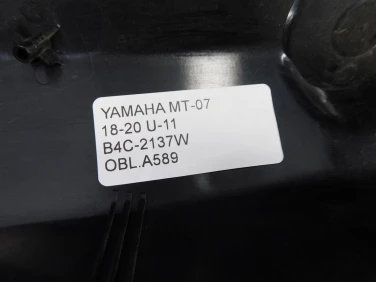 YAMAHA MT-07
18-20 U-11
B4C-2137W
OBL.A589